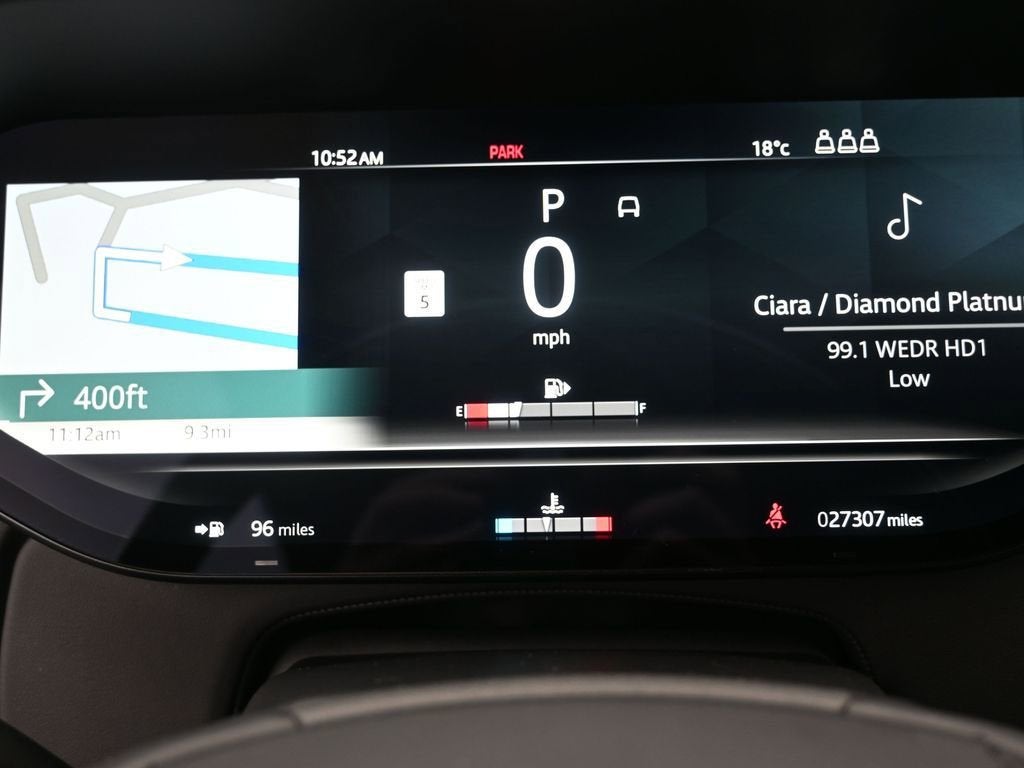 10:52AM
PARK
18°c
P
0
mph
5
Ciara / Diamond Platnu
99.1 WEDR HD1
Low
400ft
11:12am 9.3mi
E F
96 miles
027307 miles